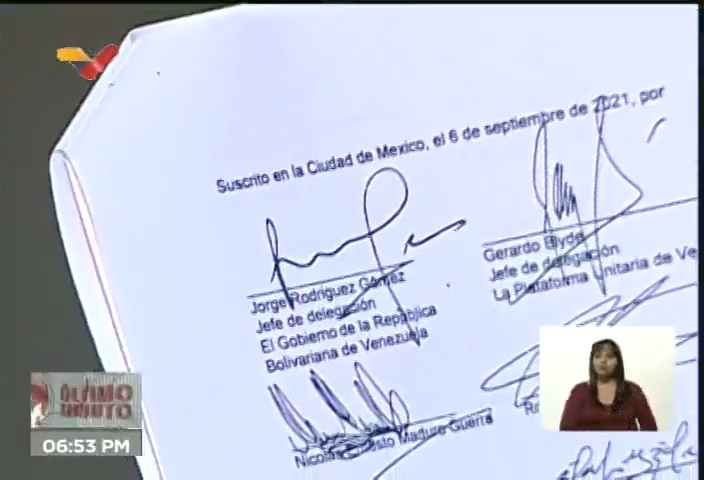 Suscrito en la Ciudad de Mexico, el 6 de septiembre de 2021, por
Jorge Rodríguez Gómez
Jefe de delegación
El Gobierno de la República
Bolivariana de Venezuela
Gerardo Blyde
Jefe de delegación
La Plataforma Unitaria de Ve
Nicolás Ernesto Maduro Guerra
ÚLTIMO
MINUTO
06:53 PM